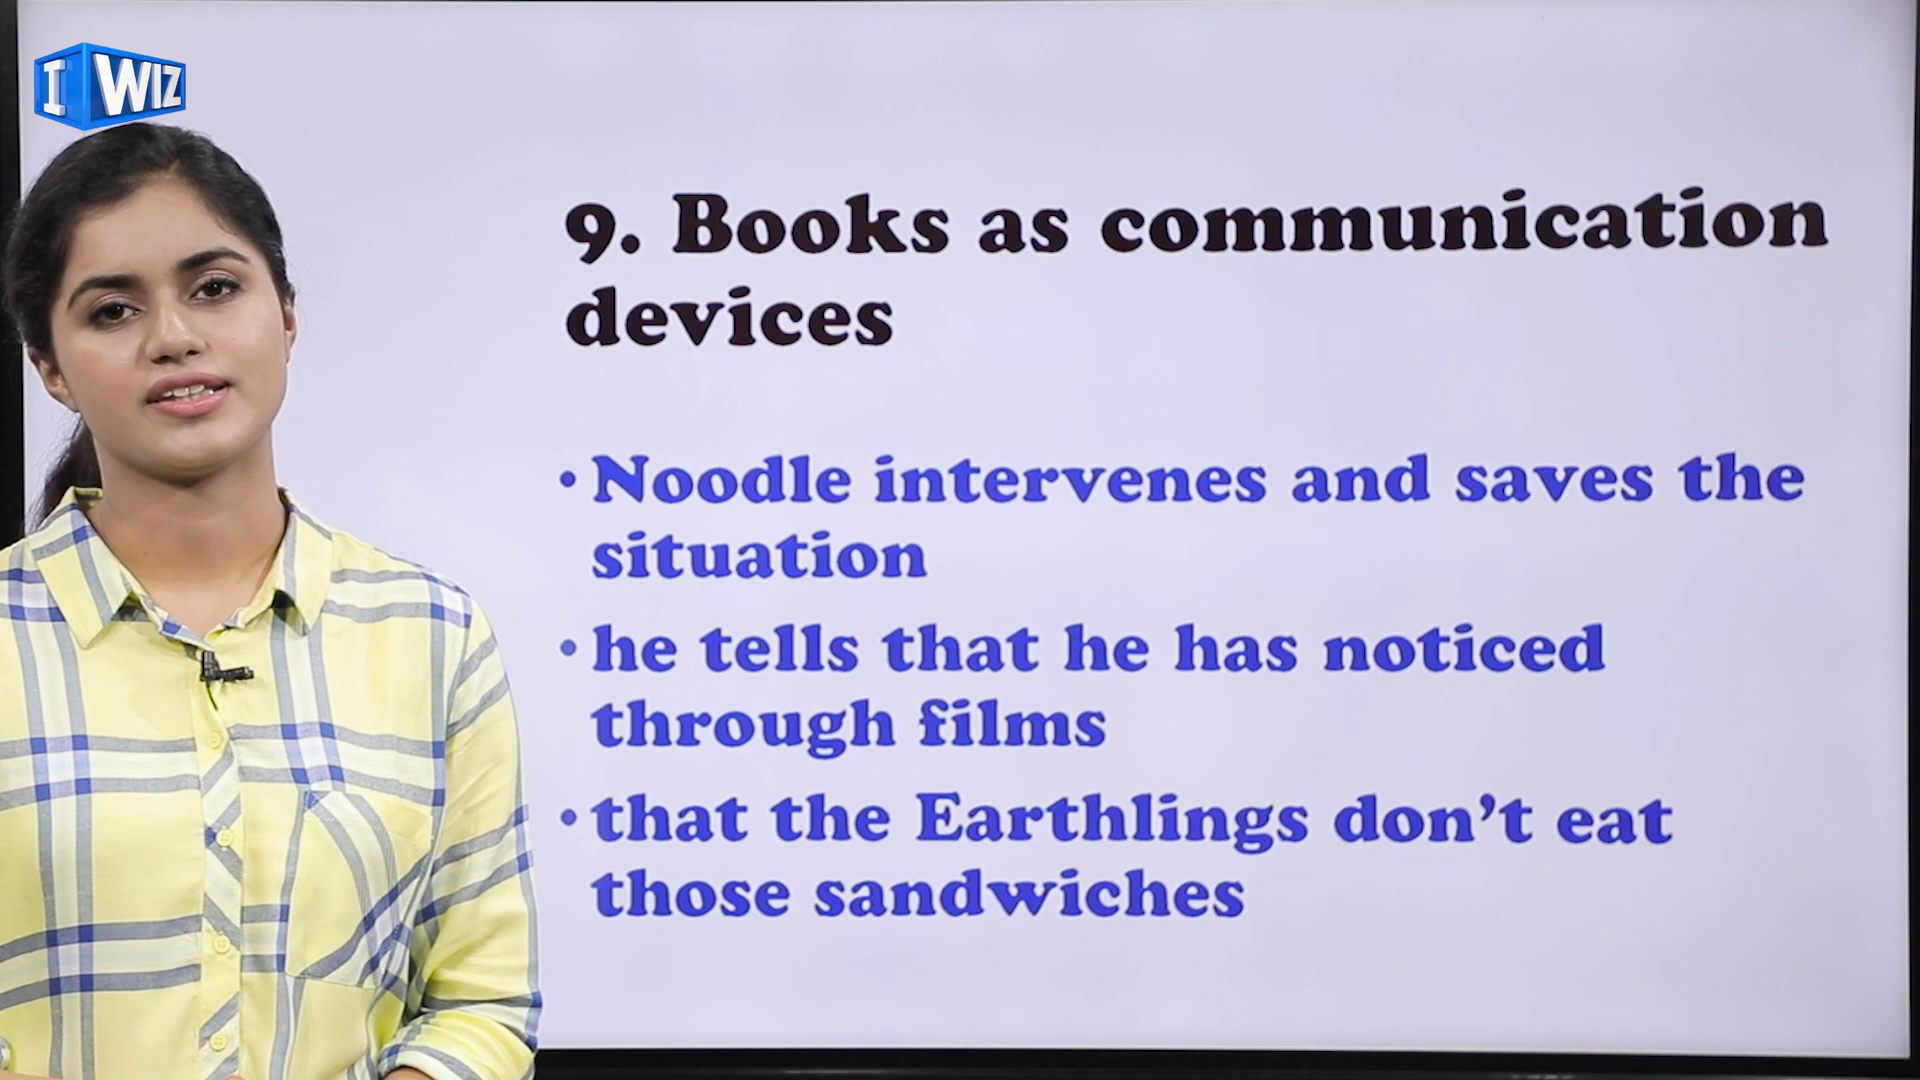 I WIZ
9. Books as communication
devices
• Noodle intervenes and saves the
situation
• he tells that he has noticed
through films
• that the Earthlings don’t eat
those sandwiches